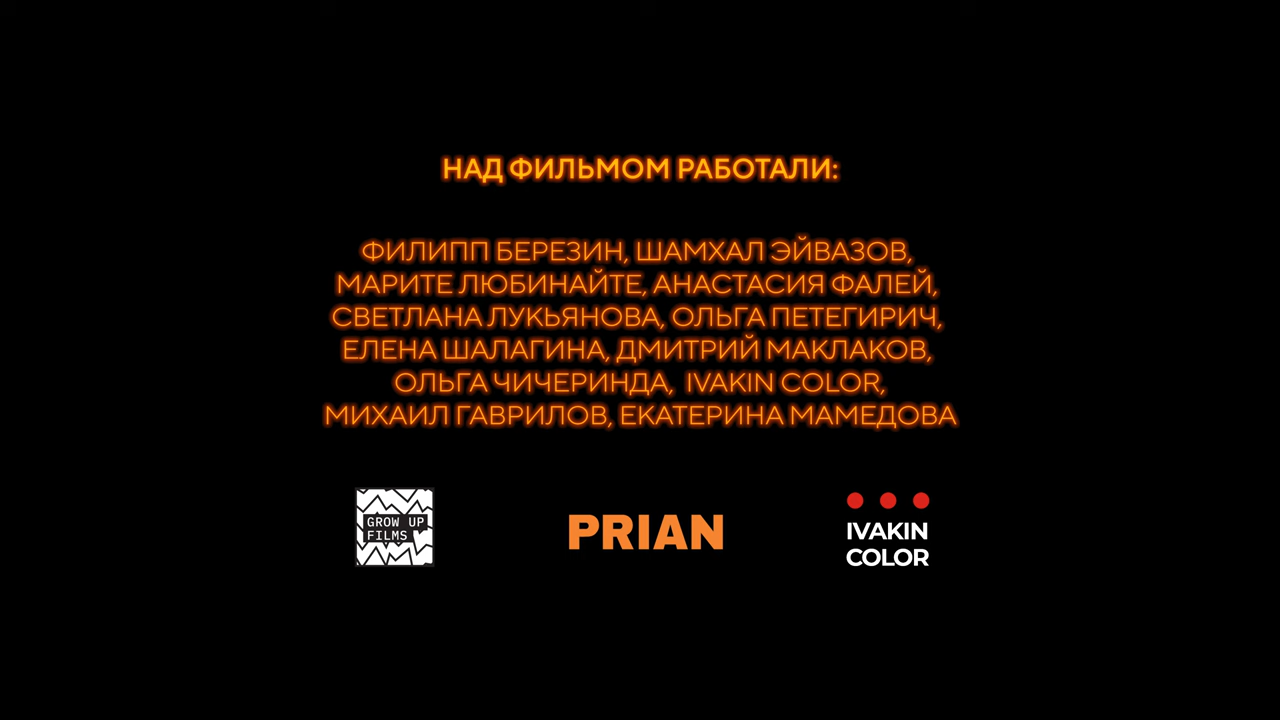 НАД ФИЛЬМОМ РАБОТАЛИ:
ФИЛИПП БЕРЕЗИН, ШАМХАЛ ЭЙВАЗОВ,
МАРИТЕ ЛЮБИНАЙТЕ, АНАСТАСИЯ ФАЛЕЙ,
СВЕТЛАНА ЛУКЬЯНОВА, ОЛЬГА ПЕТЕГИРИЧ,
ЕЛЕНА ШАЛАГИНА, ДМИТРИЙ МАКЛАКОВ,
ОЛЬГА ЧИЧЕРИНДА, IVAKIN COLOR,
МИХАИЛ ГАВРИЛОВ, ЕКАТЕРИНА МАМЕДОВА
GROW UP
FILMS
PRIAN
IVAKIN
COLOR